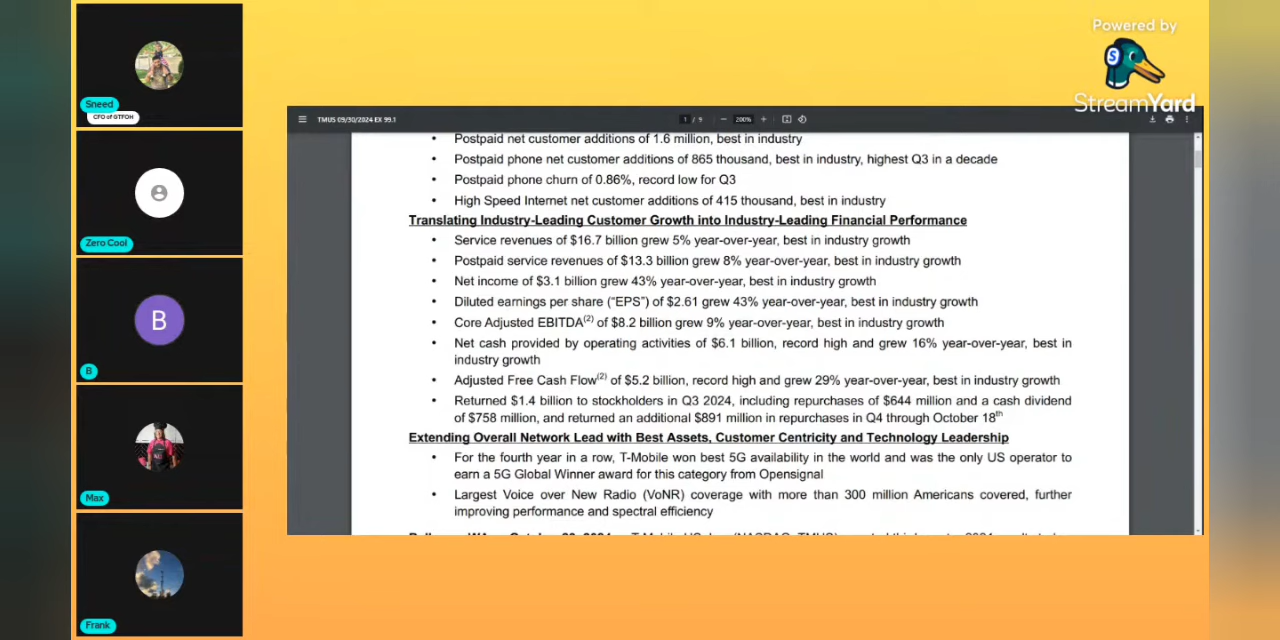 Powered by
S
StreamYard
Sneed
CFO of GTFOH
Zero Cool
B
B
Max
Frank
TMUS 09/30/2024 EX 99.1
1 / 9
200%
• Postpaid net customer additions of 1.6 million, best in industry
• Postpaid phone net customer additions of 865 thousand, best in industry, highest Q3 in a decade
• Postpaid phone churn of 0.86%, record low for Q3
• High Speed Internet net customer additions of 415 thousand, best in industry
Translating Industry-Leading Customer Growth into Industry-Leading Financial Performance
• Service revenues of $16.7 billion grew 5% year-over-year, best in industry growth
• Postpaid service revenues of $13.3 billion grew 8% year-over-year, best in industry growth
• Net income of $3.1 billion grew 43% year-over-year, best in industry growth
• Diluted earnings per share (“EPS”) of $2.61 grew 43% year-over-year, best in industry growth
• Core Adjusted EBITDA(2) of $8.2 billion grew 9% year-over-year, best in industry growth
• Net cash provided by operating activities of $6.1 billion, record high and grew 16% year-over-year, best in
industry growth
• Adjusted Free Cash Flow(2) of $5.2 billion, record high and grew 29% year-over-year, best in industry growth
• Returned $1.4 billion to stockholders in Q3 2024, including repurchases of $644 million and a cash dividend
of $758 million, and returned an additional $891 million in repurchases in Q4 through October 18th
Extending Overall Network Lead with Best Assets, Customer Centricity and Technology Leadership
• For the fourth year in a row, T-Mobile won best 5G availability in the world and was the only US operator to
earn a 5G Global Winner award for this category from Opensignal
• Largest Voice over New Radio (VoNR) coverage with more than 300 million Americans covered, further
improving performance and spectral efficiency